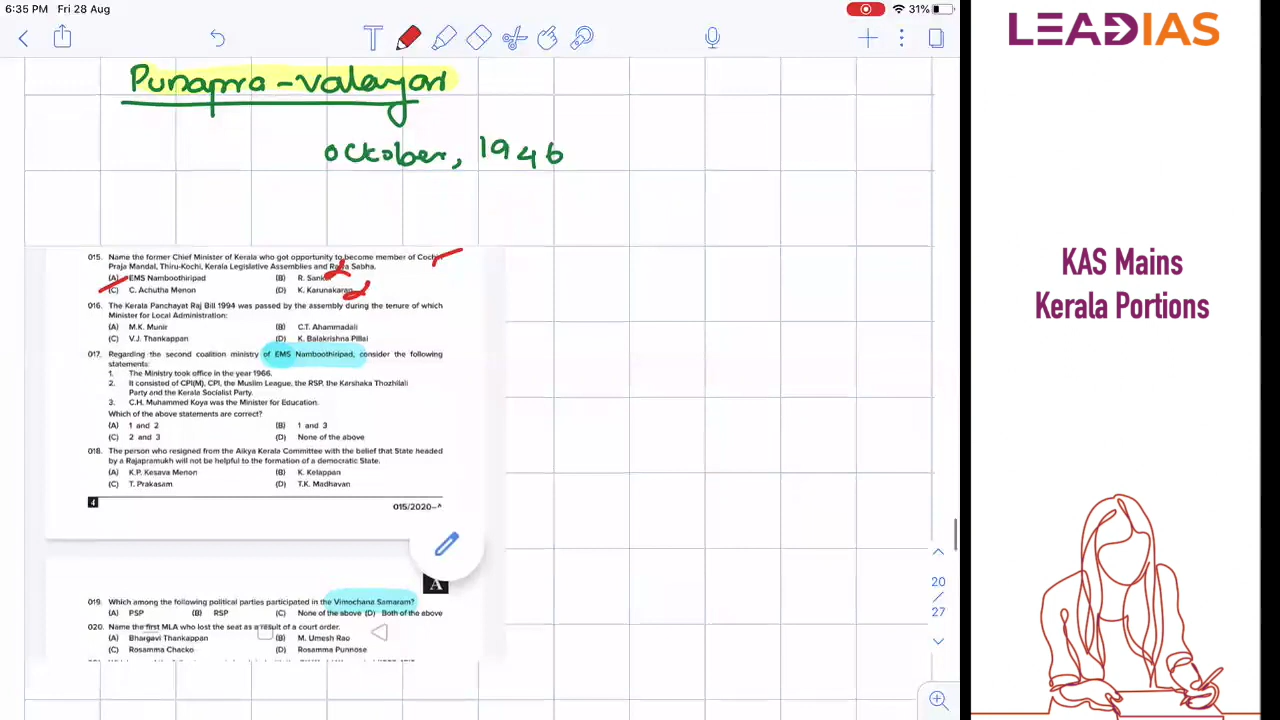 6:35 PM Fri 28 Aug
31%
LEADIAS
Punapra - Valayar
October, 1946
KAS Mains
Kerala Portions
015. Name the former Chief Minister of Kerala who got opportunity to become member of Cochin
Praja Mandal, Thiru-Kochi, Kerala Legislative Assemblies and Rajya Sabha.
(A) EMS Namboothiripad (B) R. Sankar
(C) C. Achutha Menon (D) K. Karunakaran
016. The Kerala Panchayat Raj Bill 1994 was passed by the assembly during the tenure of which
Minister for Local Administration:
(A) M.K. Munir (B) C.T. Ahammadali
(C) V.J. Thankappan (D) K. Balakrishna Pillai
017. Regarding the second coalition ministry of EMS Namboothiripad, consider the following
statements:
1. The Ministry took office in the year 1966.
2. It consisted of CPI(M), CPI, the Muslim League, the RSP, the Karshaka Thozhilali
Party and the Kerala Socialist Party.
3. C.H. Muhammed Koya was the Minister for Education.
Which of the above statements are correct?
(A) 1 and 2 (B) 1 and 3
(C) 2 and 3 (D) None of the above
018. The person who resigned from the Aikya Kerala Committee with the belief that State headed
by a Rajapramukh will not be helpful to the formation of a democratic State.
(A) K.P. Kesava Menon (B) K. Kelappan
(C) T. Prakasam (D) T.K. Madhavan
4
015/2020-^
A
019. Which among the following political parties participated in the Vimochana Samaram?
(A) PSP (B) RSP (C) None of the above (D) Both of the above
020. Name the first MLA who lost the seat as a result of a court order.
(A) Bhargavi Thankappan (B) M. Umesh Rao
(C) Rosamma Chacko (D) Rosamma Punnose
20
/
27